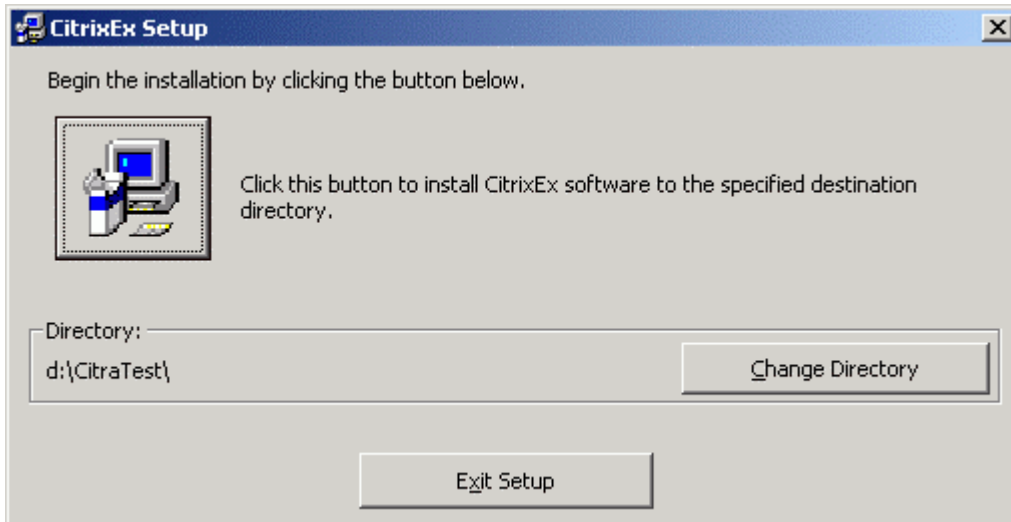 CitrixEx Setup
Begin the installation by clicking the button below.
Click this button to install CitrixEx software to the specified destination
directory.
Directory:
d:\CitraTest\
Change Directory
Exit Setup